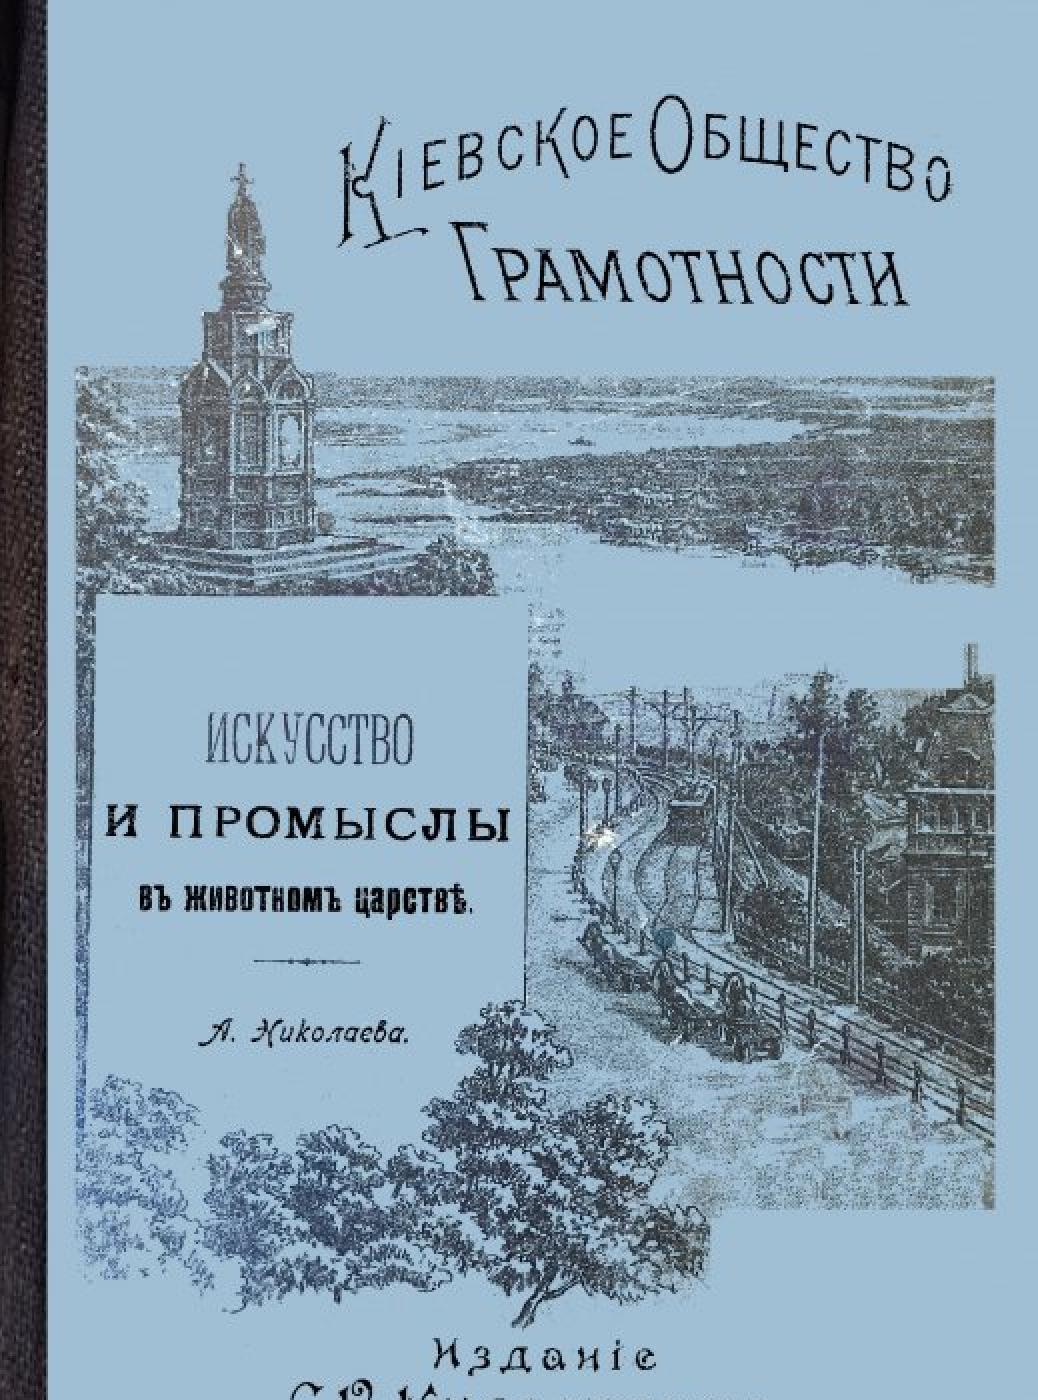 Кіевское Общество
Грамотности
ИСКУССТВО
И ПРОМЫСЛЫ
въ животномъ царствѣ.
А. Николаева.
Изданіе